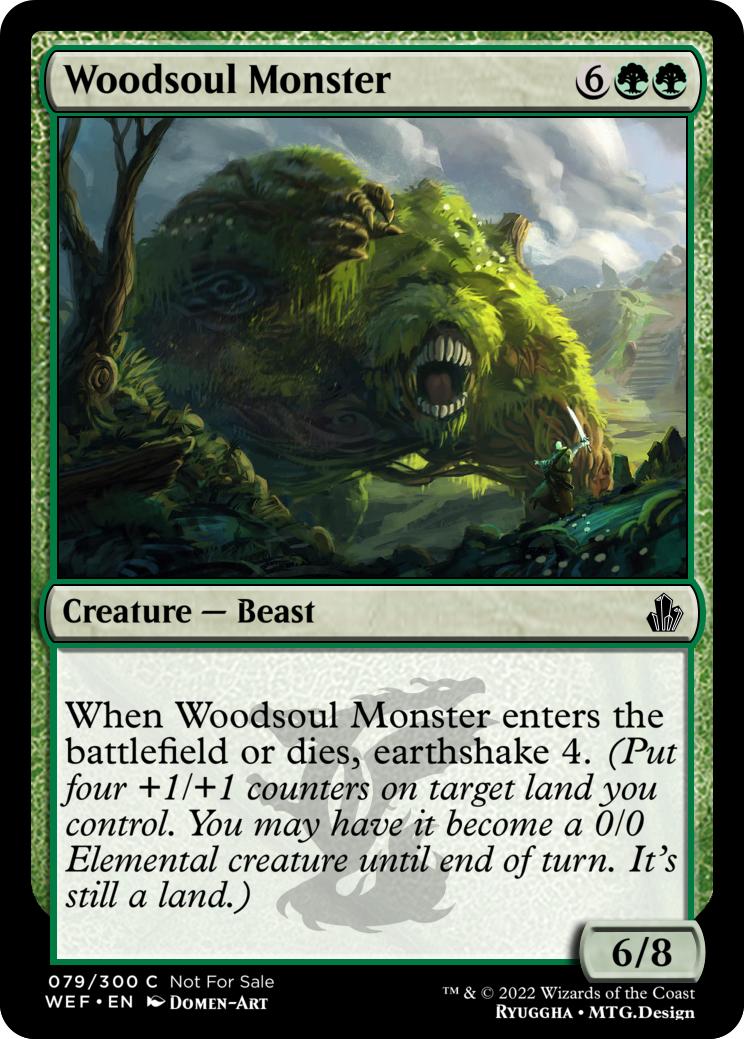 Woodsoul Monster 6
Creature — Beast
When Woodsoul Monster enters the
battlefield or dies, earthshake 4. (Put
four +1/+1 counters on target land you
control. You may have it become a 0/0
Elemental creature until end of turn. It's
still a land.)
6/8
079/300 C Not For Sale
WEF • EN Domen-Art
™ & © 2022 Wizards of the Coast
Ryuggha • MTG.Design